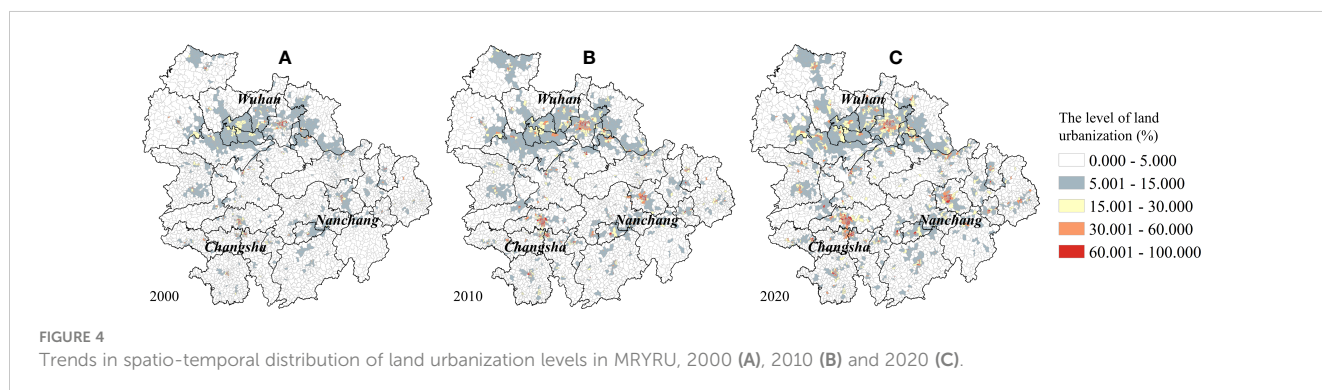 A
B
C
Wuhan
Wuhan
Wuhan
Nanchang
Nanchang
Nanchang
Changsha
Changsha
Changsha
2000
2010
2020
The level of land
urbanization (%)
0.000 - 5.000
5.001 - 15.000
15.001 - 30.000
30.001 - 60.000
60.001 - 100.000
FIGURE 4
Trends in spatio-temporal distribution of land urbanization levels in MRYRU, 2000 (A), 2010 (B) and 2020 (C).